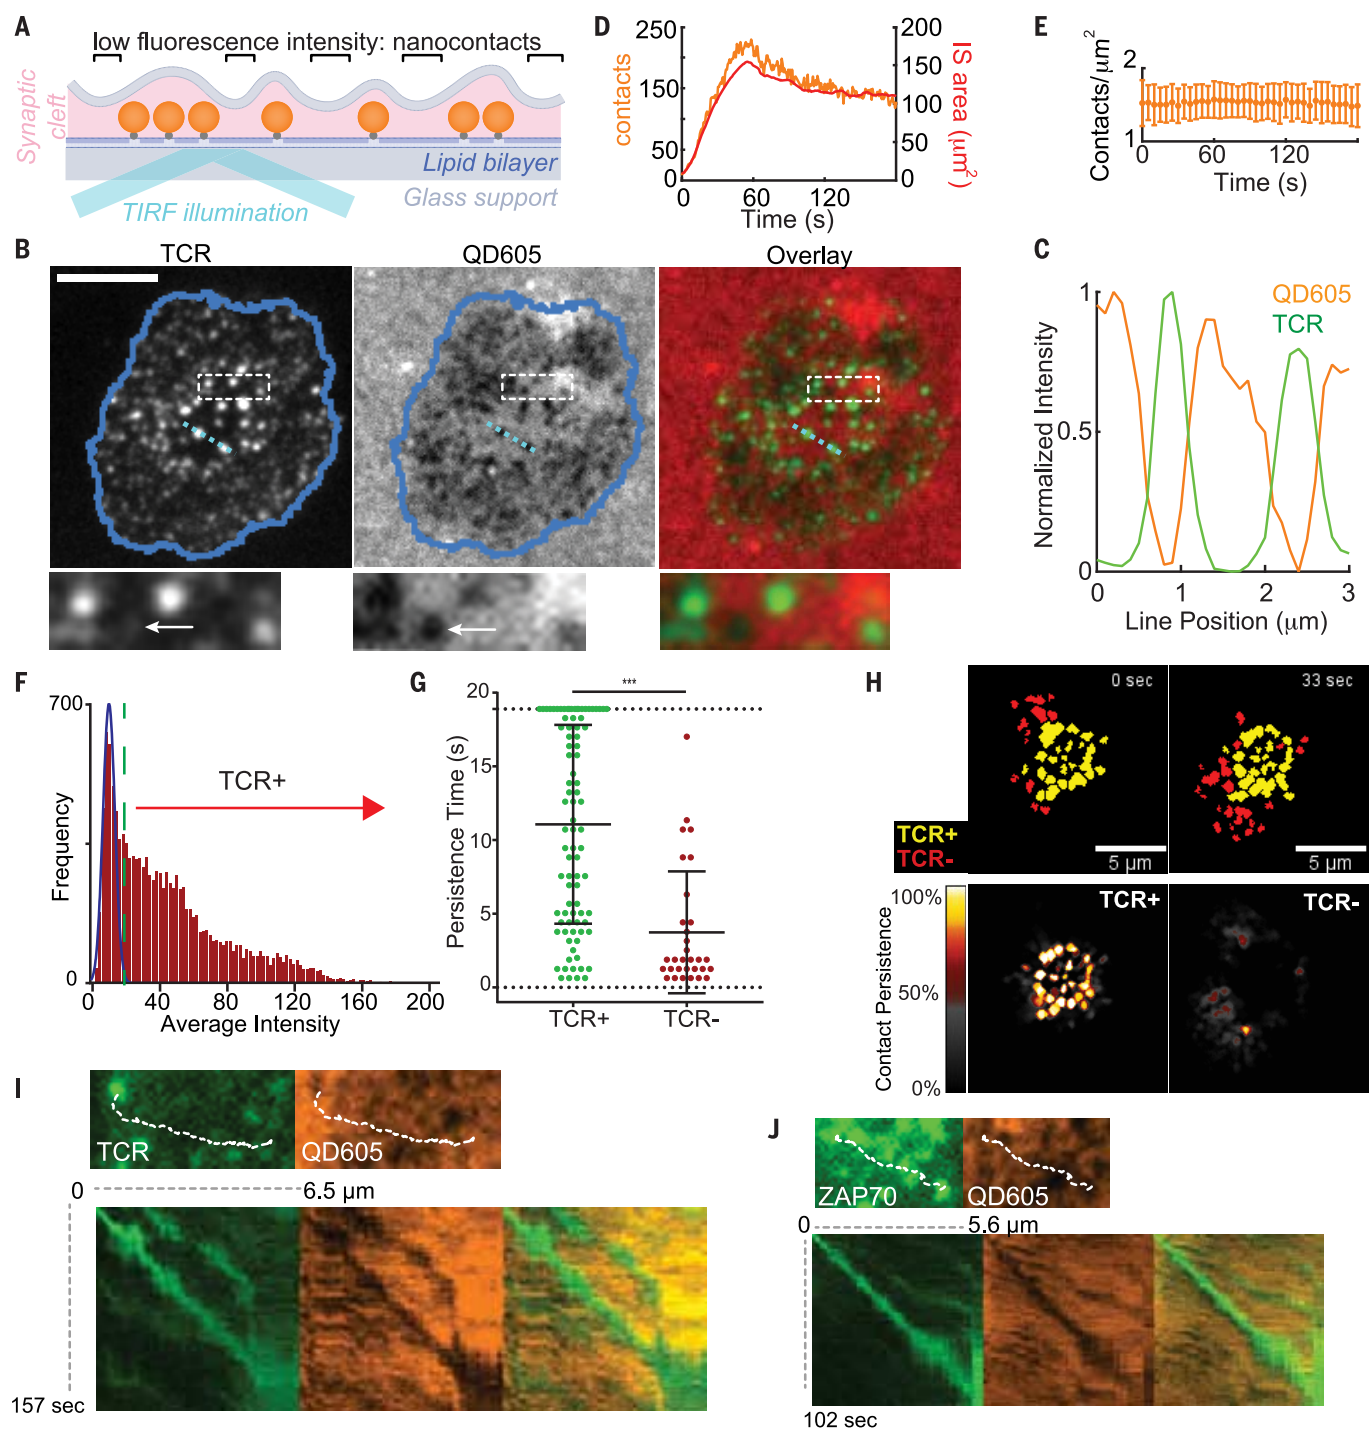 A
low fluorescence intensity: nanocontacts
Synaptic
cleft
Lipid bilayer
Glass support
TIRF illumination
D
250
150
50
0
contacts
200
150
100
50
0
IS area (μm²)
0
60
120
Time (s)
E
2
1
Contacts/μm²
0
60
120
Time (s)
B
TCR
QD605
Overlay
C
1
0.5
0
Normalized Intensity
QD605
TCR
0
1
2
3
Line Position (μm)
F
700
0
Frequency
TCR+
0
40
80
120
160
200
Average Intensity
G
20
15
10
5
0
Persistence Time (s)
***
TCR+
TCR-
H
0 sec
33 sec
TCR+
TCR-
5 μm
5 μm
100%
50%
0%
Contact Persistence
TCR+
TCR-
I
TCR
QD605
0
6.5 μm
157 sec
J
ZAP70
QD605
0
5.6 μm
102 sec